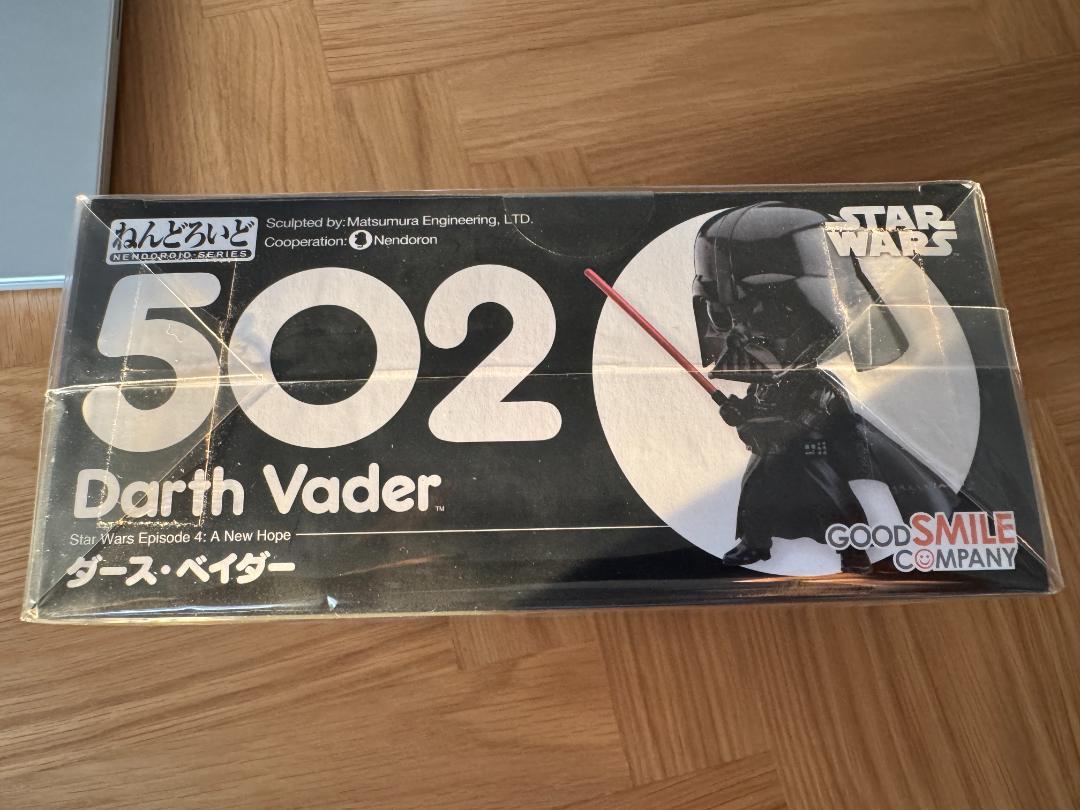 ねんどろいど
NENDOROID SERIES
Sculpted by: Matsumura Engineering, LTD.
Cooperation: Nendoron
502
Darth Vader™
Star Wars Episode 4: A New Hope
ダース・ベイダー
STAR
WARS
GOOD SMILE
COMPANY